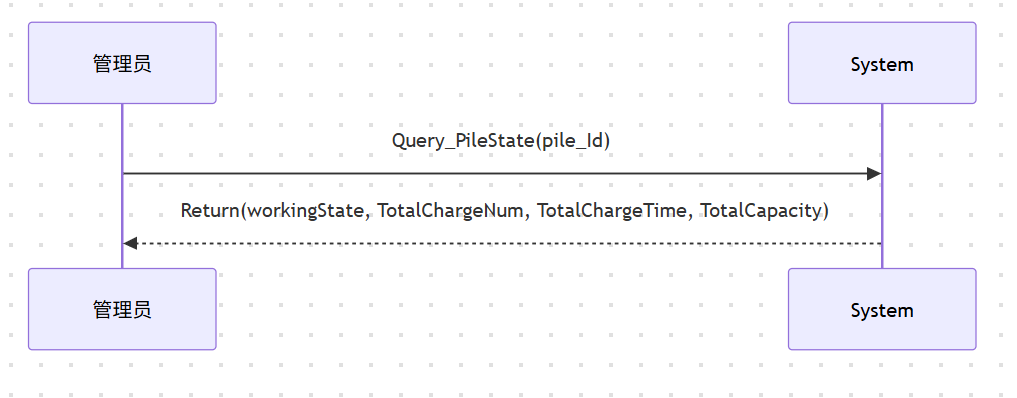 管理员
System
Query_PileState(pile_Id)
Return(workingState, TotalChargeNum, TotalChargeTime, TotalCapacity)
管理员
System